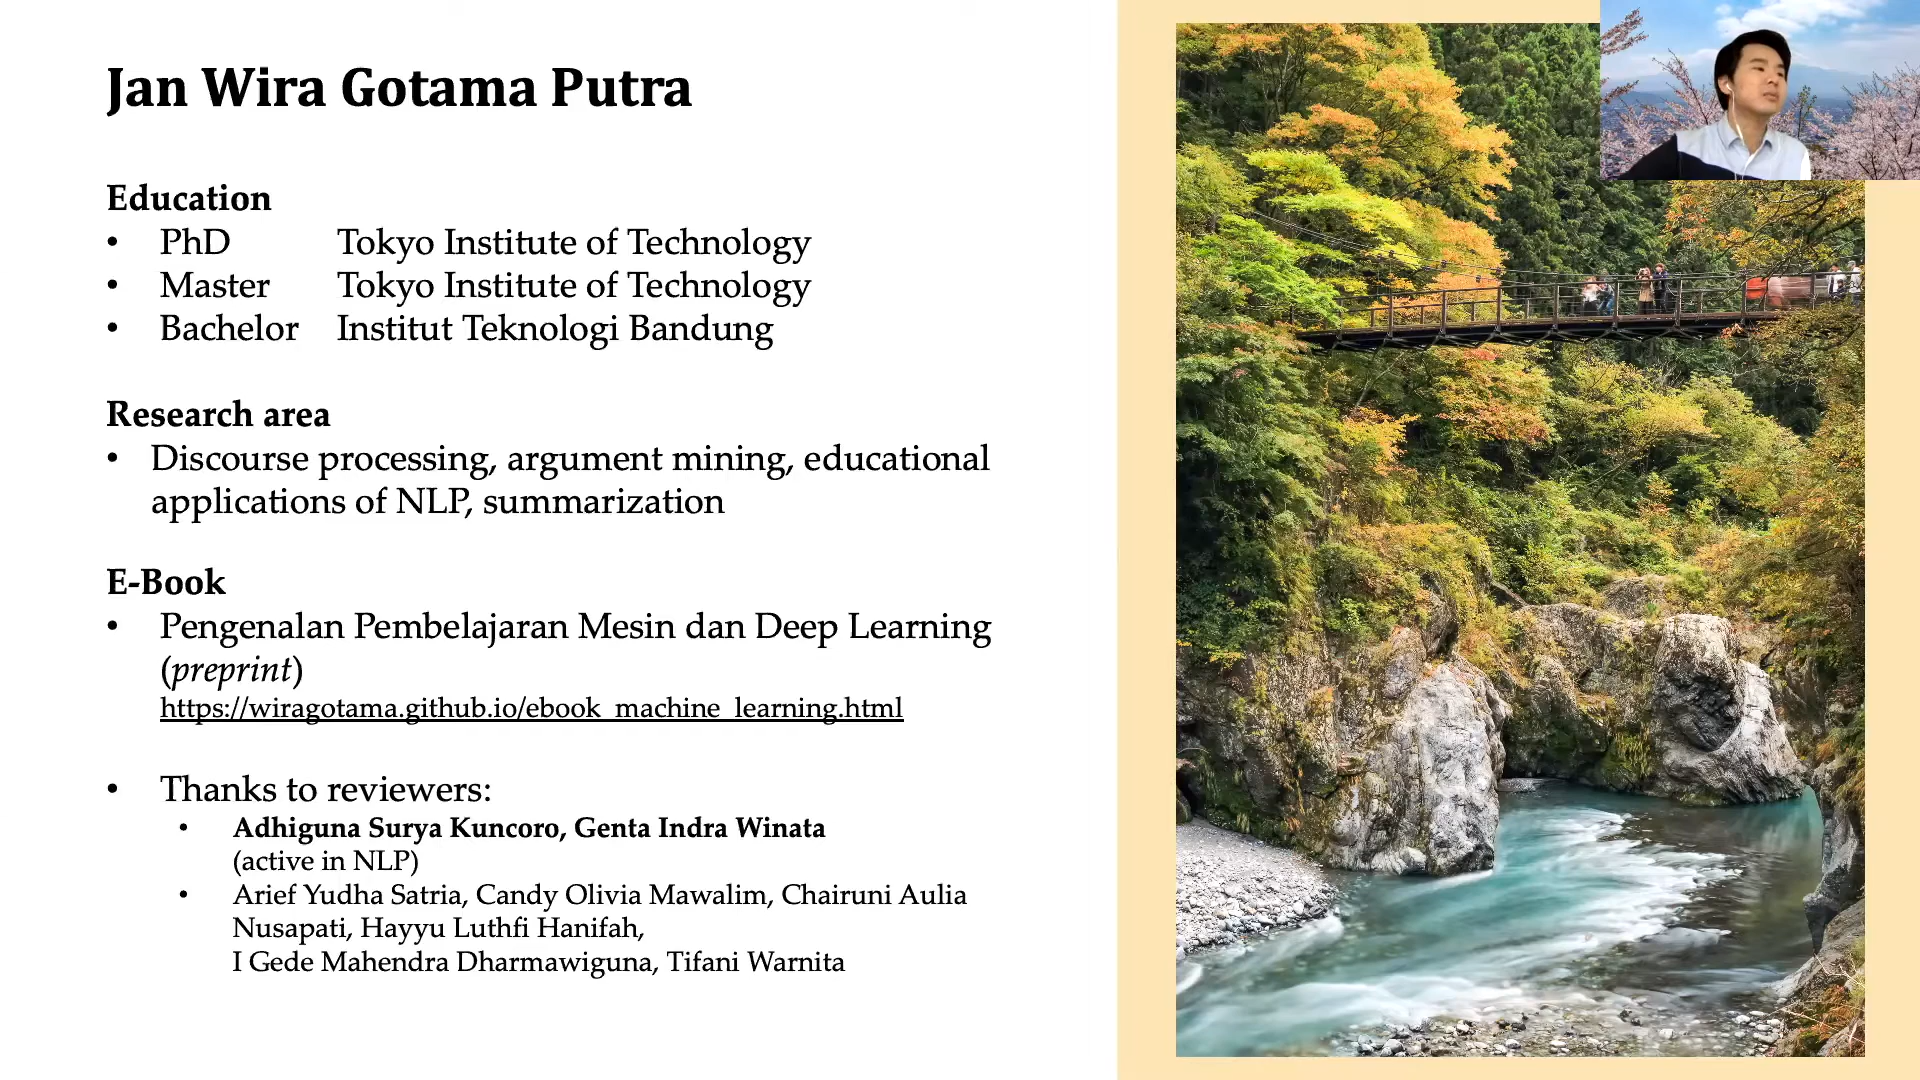 Jan Wira Gotama Putra
Education
• PhD Tokyo Institute of Technology
• Master Tokyo Institute of Technology
• Bachelor Institut Teknologi Bandung
Research area
• Discourse processing, argument mining, educational
applications of NLP, summarization
E-Book
• Pengenalan Pembelajaran Mesin dan Deep Learning
(preprint)
https://wiragotama.github.io/ebook_machine_learning.html
• Thanks to reviewers:
• Adhiguna Surya Kuncoro, Genta Indra Winata
(active in NLP)
• Arief Yudha Satria, Candy Olivia Mawalim, Chairuni Aulia
Nusapati, Hayyu Luthfi Hanifah,
I Gede Mahendra Dharmawiguna, Tifani Warnita